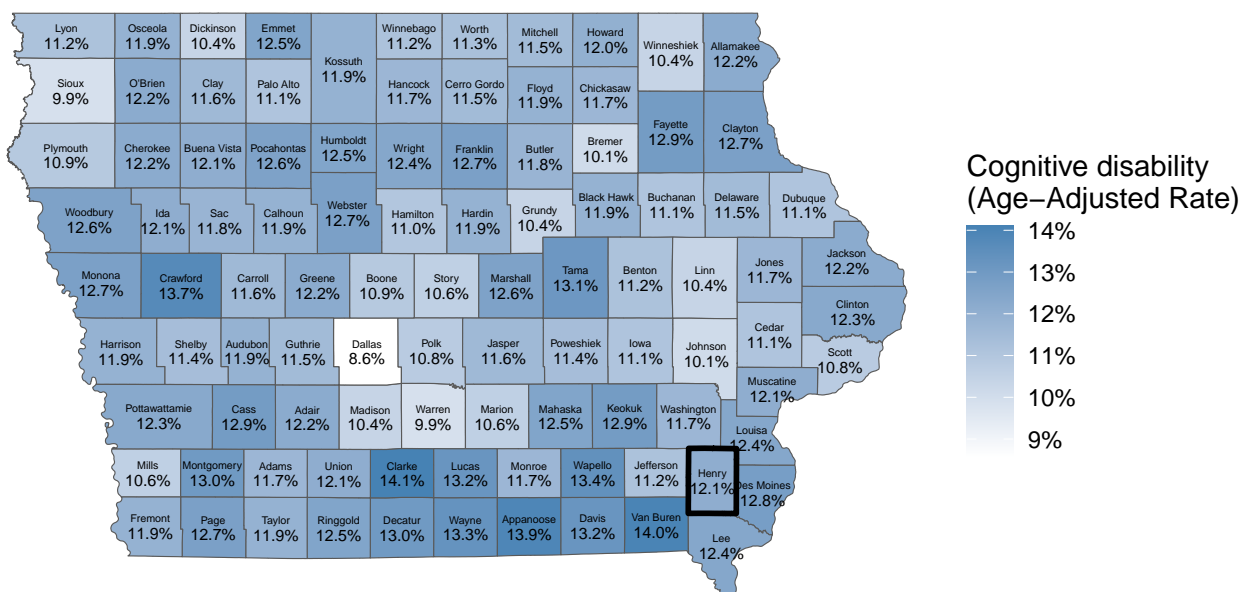 Lyon
11.2%
Osceola
11.9%
Dickinson
10.4%
Emmet
12.5%
Kossuth
11.9%
Winnebago
11.2%
Worth
11.3%
Mitchell
11.5%
Howard
12.0%
Winneshiek
10.4%
Allamakee
12.2%
Sioux
9.9%
O'Brien
12.2%
Clay
11.6%
Palo Alto
11.1%
Hancock
11.7%
Cerro Gordo
11.5%
Floyd
11.9%
Chickasaw
11.7%
Fayette
12.9%
Clayton
12.7%
Plymouth
10.9%
Cherokee
12.2%
Buena Vista
12.1%
Pocahontas
12.6%
Humboldt
12.5%
Wright
12.4%
Franklin
12.7%
Butler
11.8%
Bremer
10.1%
Woodbury
12.6%
Ida
12.1%
Sac
11.8%
Calhoun
11.9%
Webster
12.7%
Hamilton
11.0%
Hardin
11.9%
Grundy
10.4%
Black Hawk
11.9%
Buchanan
11.1%
Delaware
11.5%
Dubuque
11.1%
Monona
12.7%
Crawford
13.7%
Carroll
11.6%
Greene
12.2%
Boone
10.9%
Story
10.6%
Marshall
12.6%
Tama
13.1%
Benton
11.2%
Linn
10.4%
Jones
11.7%
Jackson
12.2%
Clinton
12.3%
Harrison
11.9%
Shelby
11.4%
Audubon
11.9%
Guthrie
11.5%
Dallas
8.6%
Polk
10.8%
Jasper
11.6%
Poweshiek
11.4%
Iowa
11.1%
Johnson
10.1%
Cedar
11.1%
Scott
10.8%
Muscatine
12.1%
Pottawattamie
12.3%
Cass
12.9%
Adair
12.2%
Madison
10.4%
Warren
9.9%
Marion
10.6%
Mahaska
12.5%
Keokuk
12.9%
Washington
11.7%
Louisa
12.4%
Mills
10.6%
Montgomery
13.0%
Adams
11.7%
Union
12.1%
Clarke
14.1%
Lucas
13.2%
Monroe
11.7%
Wapello
13.4%
Jefferson
11.2%
Henry
12.1%
Des Moines
12.8%
Fremont
11.9%
Page
12.7%
Taylor
11.9%
Ringgold
12.5%
Decatur
13.0%
Wayne
13.3%
Appanoose
13.9%
Davis
13.2%
Van Buren
14.0%
Lee
12.4%
Cognitive disability
(Age−Adjusted Rate)
14%
13%
12%
11%
10%
9%